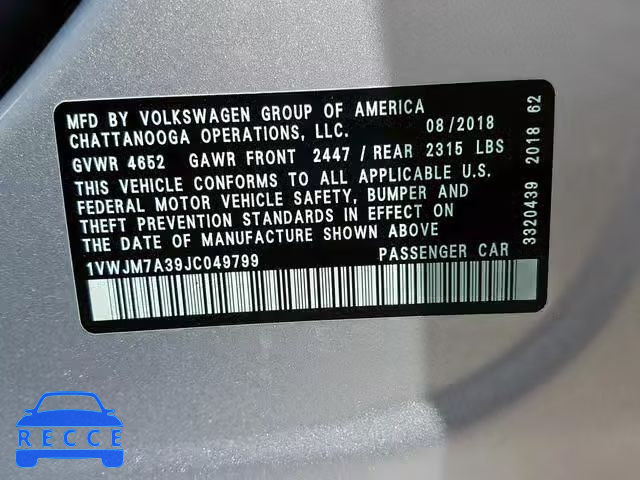 MFD BY VOLKSWAGEN GROUP OF AMERICA
CHATTANOOGA OPERATIONS, LLC. 08/2018
GVWR 4652 GAWR FRONT 2447 / REAR 2315 LBS
THIS VEHICLE CONFORMS TO ALL APPLICABLE U.S.
FEDERAL MOTOR VEHICLE SAFETY, BUMPER AND
THEFT PREVENTION STANDARDS IN EFFECT ON
THE DATE OF MANUFACTURE SHOWN ABOVE
1VWJM7A39JC049799 PASSENGER CAR
3320439 2018 62
RECCE